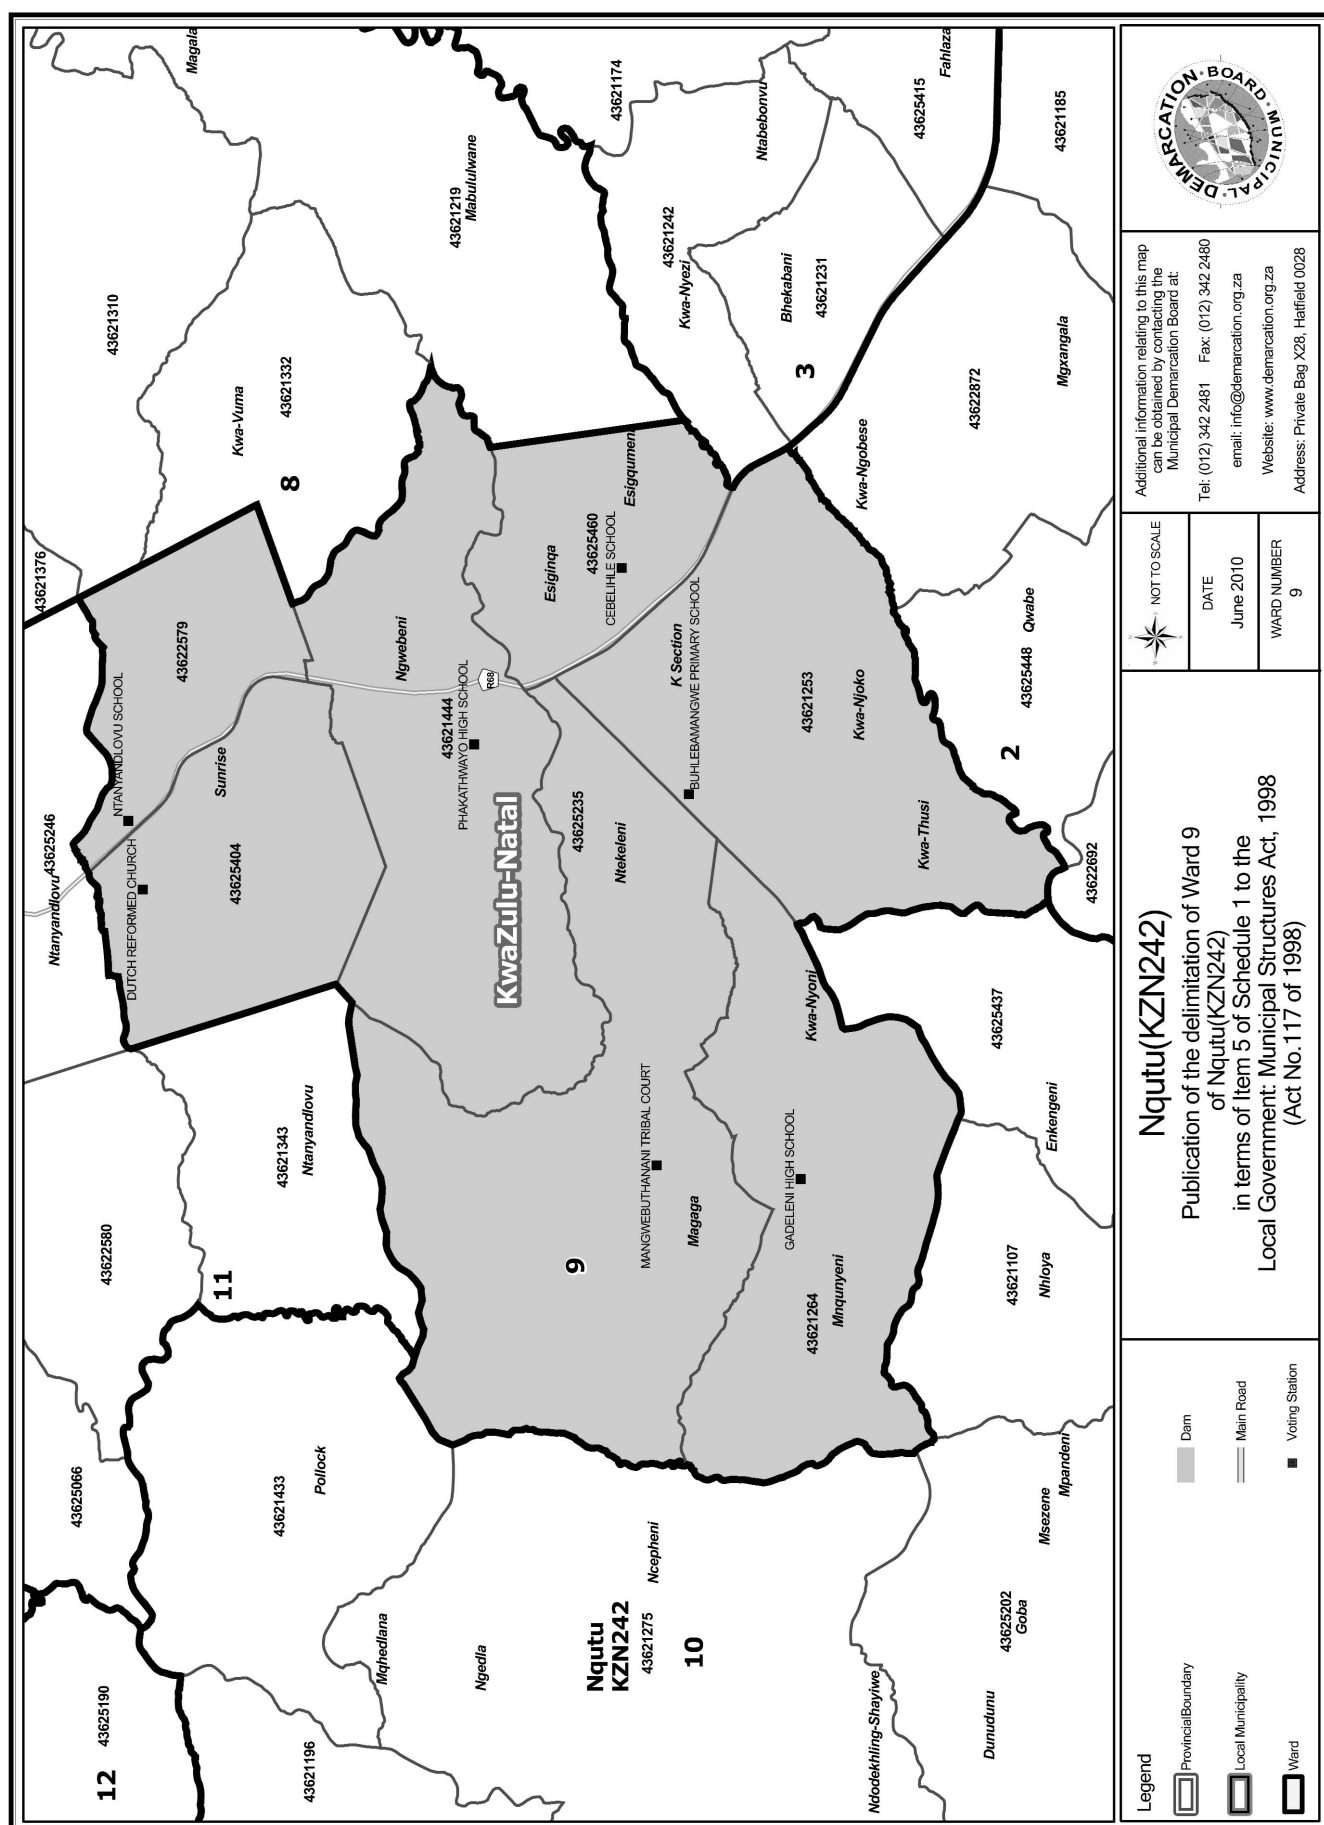 43621376
43621310
Magala
Kwa-Vuma
43621332
8
43621219
Mabululwane
43621174
43621242
Kwa-Nyezi
Ntabebonvu
Bhekabani
43621231
3
43625415
Fahlaza
43621185
43622872
Mgxangala
Kwa-Ngobese
NTANYANDLOVU SCHOOL
43622579
Ntanyandlovu
43625246
DUTCH REFORMED CHURCH
Sunrise
43625404
Ngwebeni
43621444
PHAKATHWAYO HIGH SCHOOL
R68
KwaZulu-Natal
Esiginqa
43625460
CEBELIHLE SCHOOL
Esigqumeni
K Section
BUHLEBAMANGWE PRIMARY SCHOOL
43625235
Ntekeleni
43621253
Kwa-Njoko
Kwa-Thusi
43625448
Qwabe
2
43622692
Kwa-Nyoni
43625437
Enkengeni
43622580
11
43621343
Ntanyandlovu
9
MANGWEBUTHANANI TRIBAL COURT
Magaga
GADELENI HIGH SCHOOL
43621264
Mnqunyeni
43621107
Nhloya
43625066
43621433
Pollock
12
43625190
43621196
Mqhedlana
Ngedla
Nqutu
KZN242
43621275
10
Ncepheni
Ndodekhling-Shayiwe
Dunudunu
43625202
Goba
Msezene
Mpandeni
Legend
ProvincialBoundary
Local Municipality
Ward
Dam
Main Road
Voting Station
Nqutu(KZN242)
Publication of the delimitation of Ward 9
of Nqutu(KZN242)
in terms of Item 5 of Schedule 1 to the
Local Government: Municipal Structures Act, 1998
(Act No.117 of 1998)
NOT TO SCALE
DATE
June 2010
WARD NUMBER
9
Additional information relating to this map
can be obtained by contacting the
Municipal Demarcation Board at:
Tel: (012) 342 2481 Fax: (012) 342 2480
email: info@demarcation.org.za
Website: www.demarcation.org.za
Address: Private Bag X28, Hatfield 0028
MUNICIPAL · DEMARCATION · BOARD